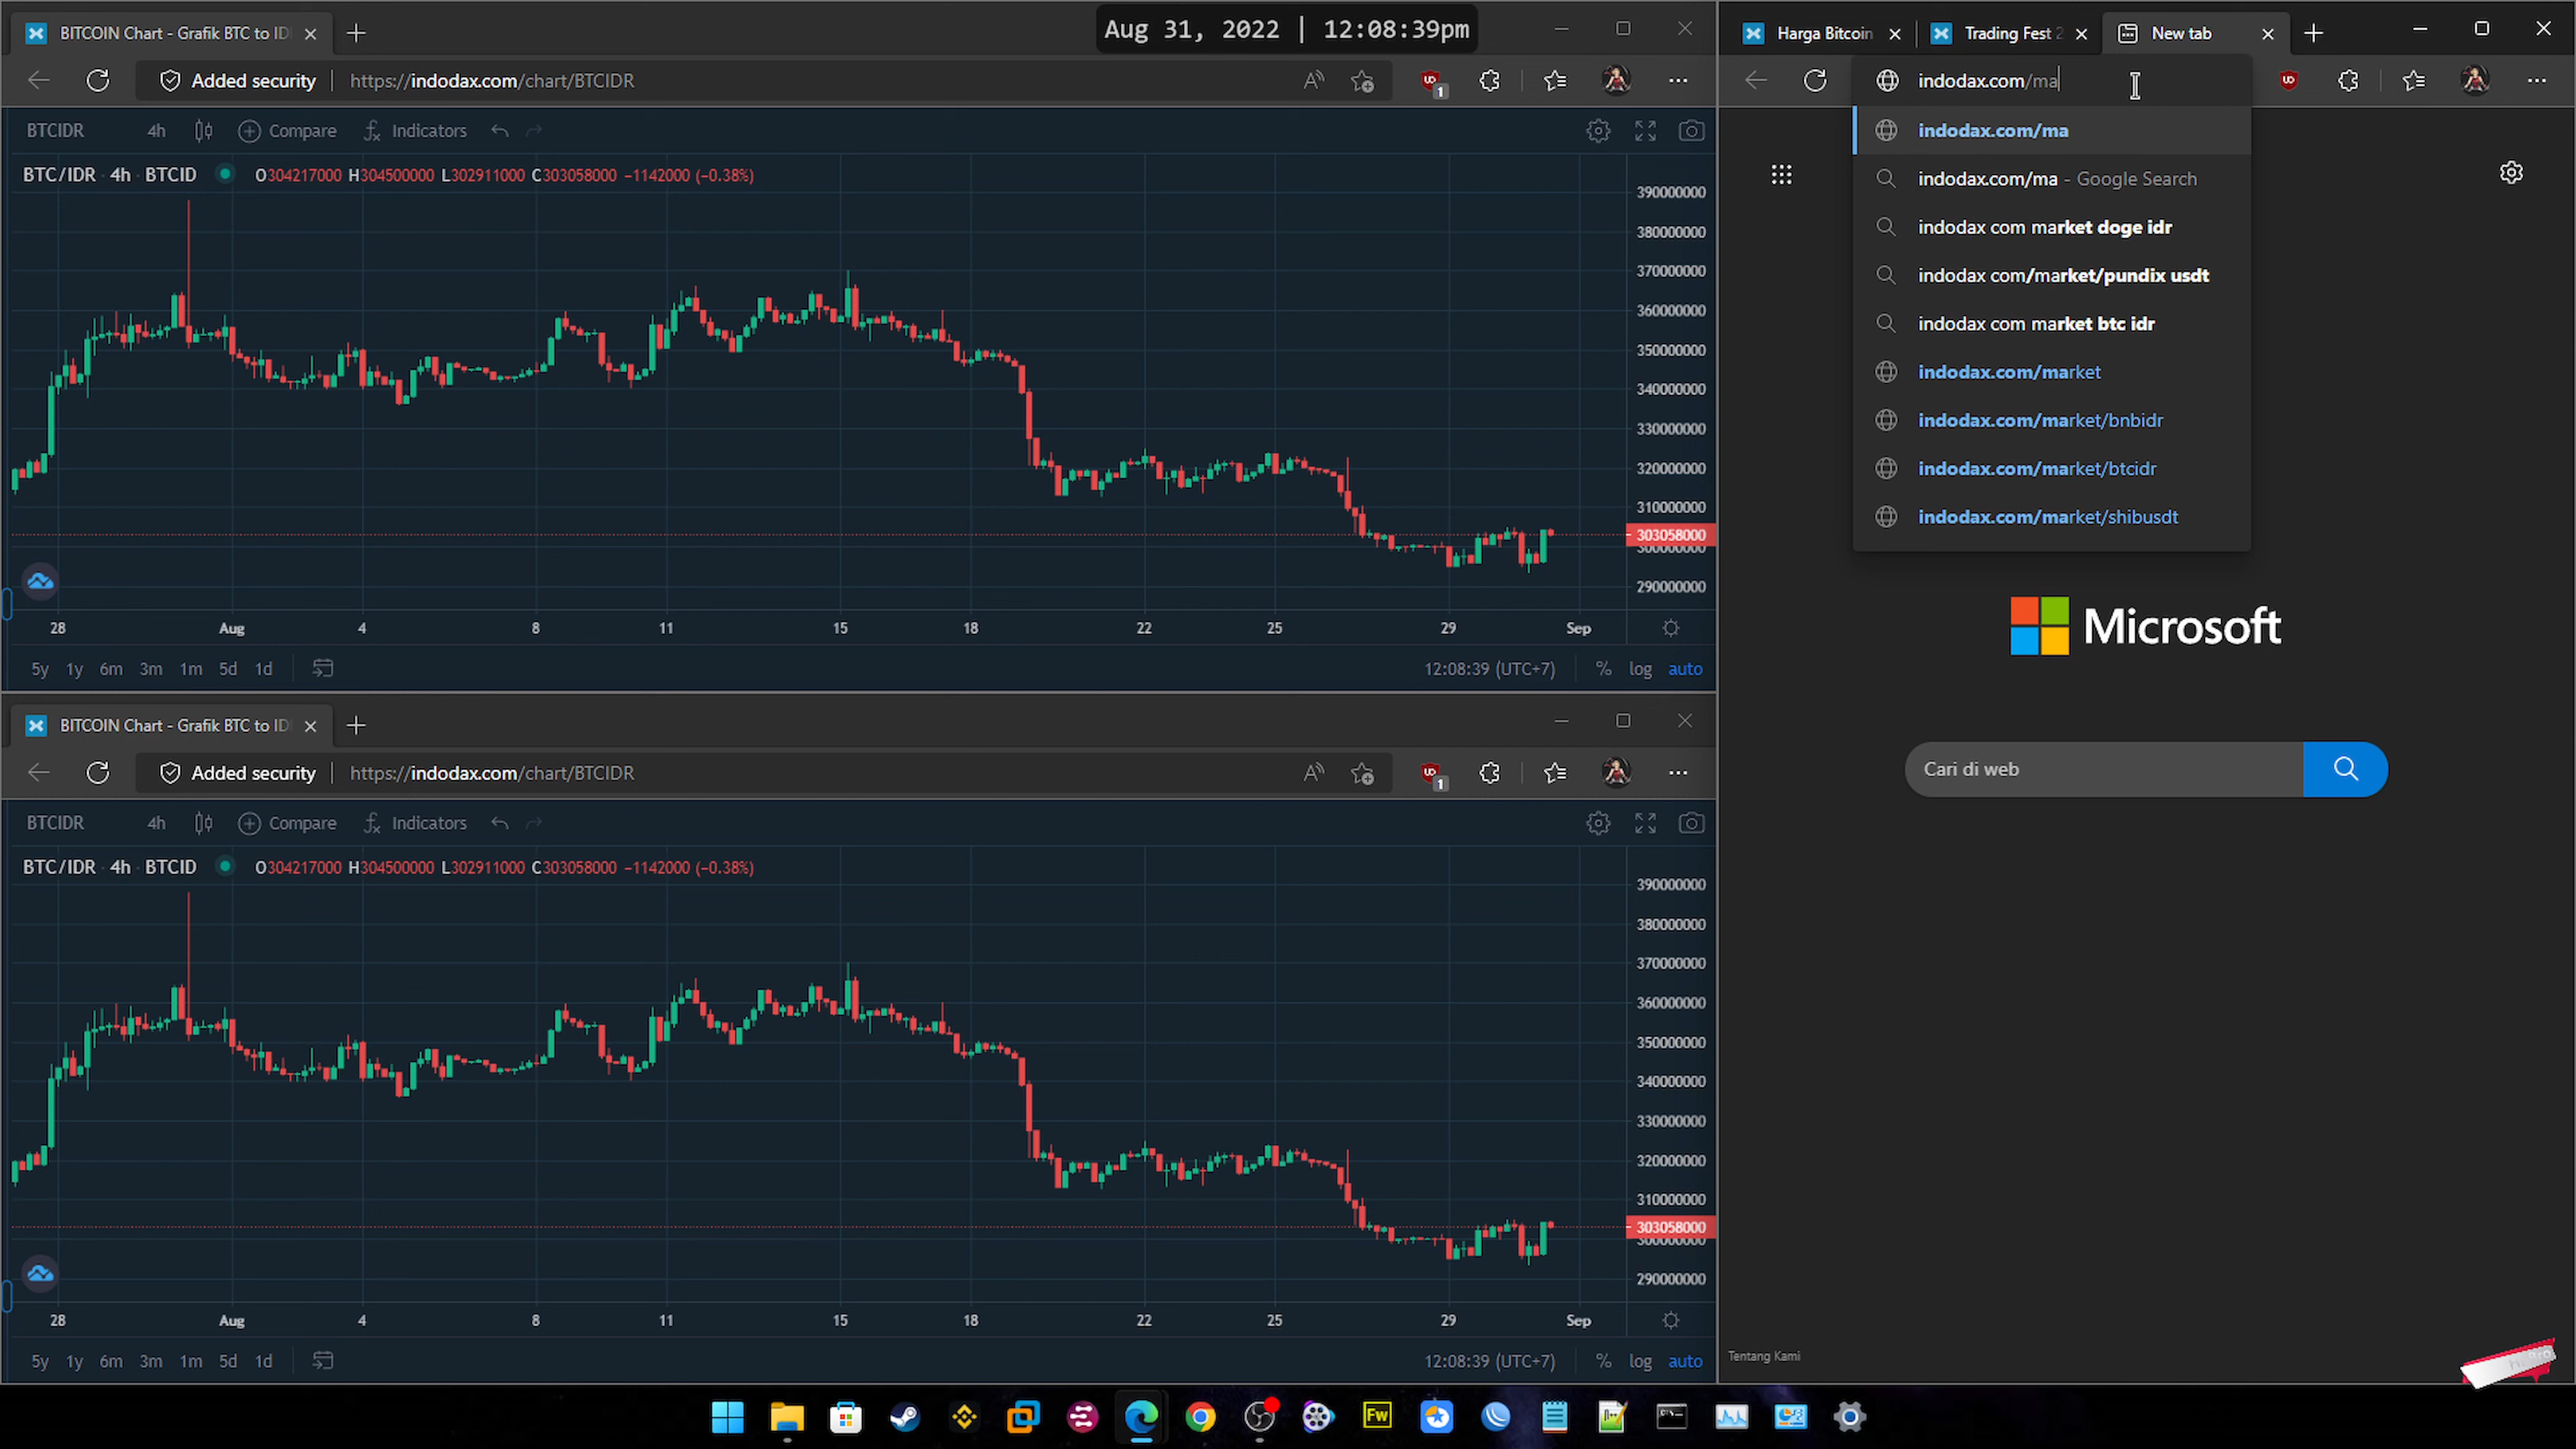 BITCOIN Chart - Grafik BTC to ID
Aug 31, 2022 | 12:08:39pm
Added security
https://indodax.com/chart/BTCIDR
1
BTCIDR 4h Compare Indicators
BTC/IDR 4h BTCID O304217000 H304500000 L302911000 C303058000 −1142000 (−0.38%)
390000000
380000000
370000000
360000000
350000000
340000000
330000000
320000000
310000000
303058000
300000000
290000000
28 Aug 4 8 11 15 18 22 25 29 Sep
5y 1y 6m 3m 1m 5d 1d
12:08:39 (UTC+7) % log auto
BITCOIN Chart - Grafik BTC to ID
Added security
https://indodax.com/chart/BTCIDR
1
BTCIDR 4h Compare Indicators
BTC/IDR 4h BTCID O304217000 H304500000 L302911000 C303058000 −1142000 (−0.38%)
390000000
380000000
370000000
360000000
350000000
340000000
330000000
320000000
310000000
303058000
300000000
290000000
28 Aug 4 8 11 15 18 22 25 29 Sep
5y 1y 6m 3m 1m 5d 1d
12:08:39 (UTC+7) % log auto
Harga Bitcoin
Trading Fest 2
New tab
indodax.com/ma
indodax.com/ma
indodax.com/ma - Google Search
indodax com market doge idr
indodax com/market/pundix usdt
indodax com market btc idr
indodax.com/market
indodax.com/market/bnbidr
indodax.com/market/btcidr
indodax.com/market/shibusdt
Microsoft
Cari di web
Tentang Kami
Fw